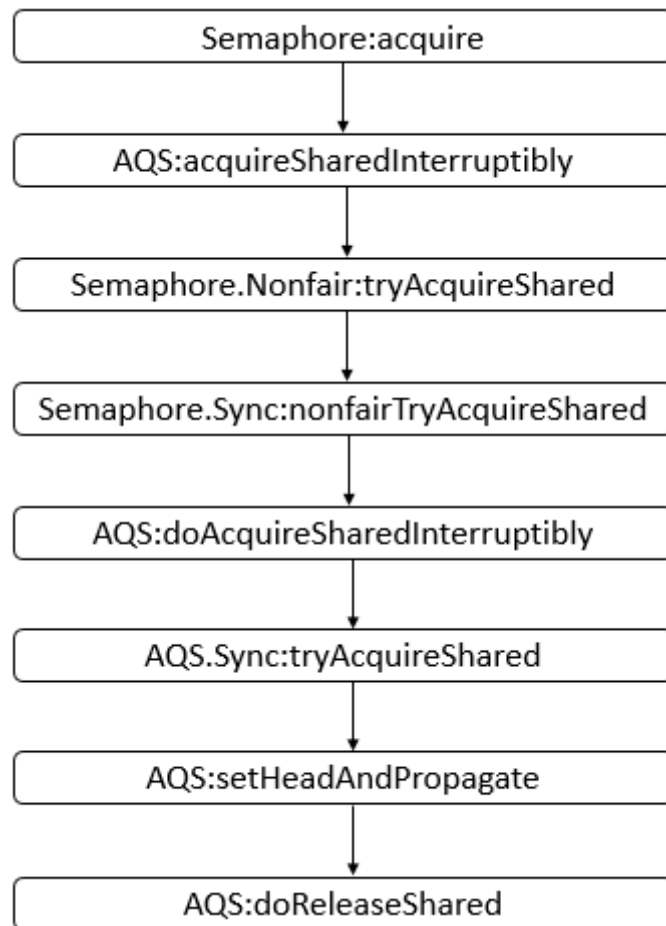 Semaphore:acquire
AQS:acquireSharedInterruptibly
Semaphore.Nonfair:tryAcquireShared
Semaphore.Sync:nonfairTryAcquireShared
AQS:doAcquireSharedInterruptibly
AQS.Sync:tryAcquireShared
AQS:setHeadAndPropagate
AQS:doReleaseShared